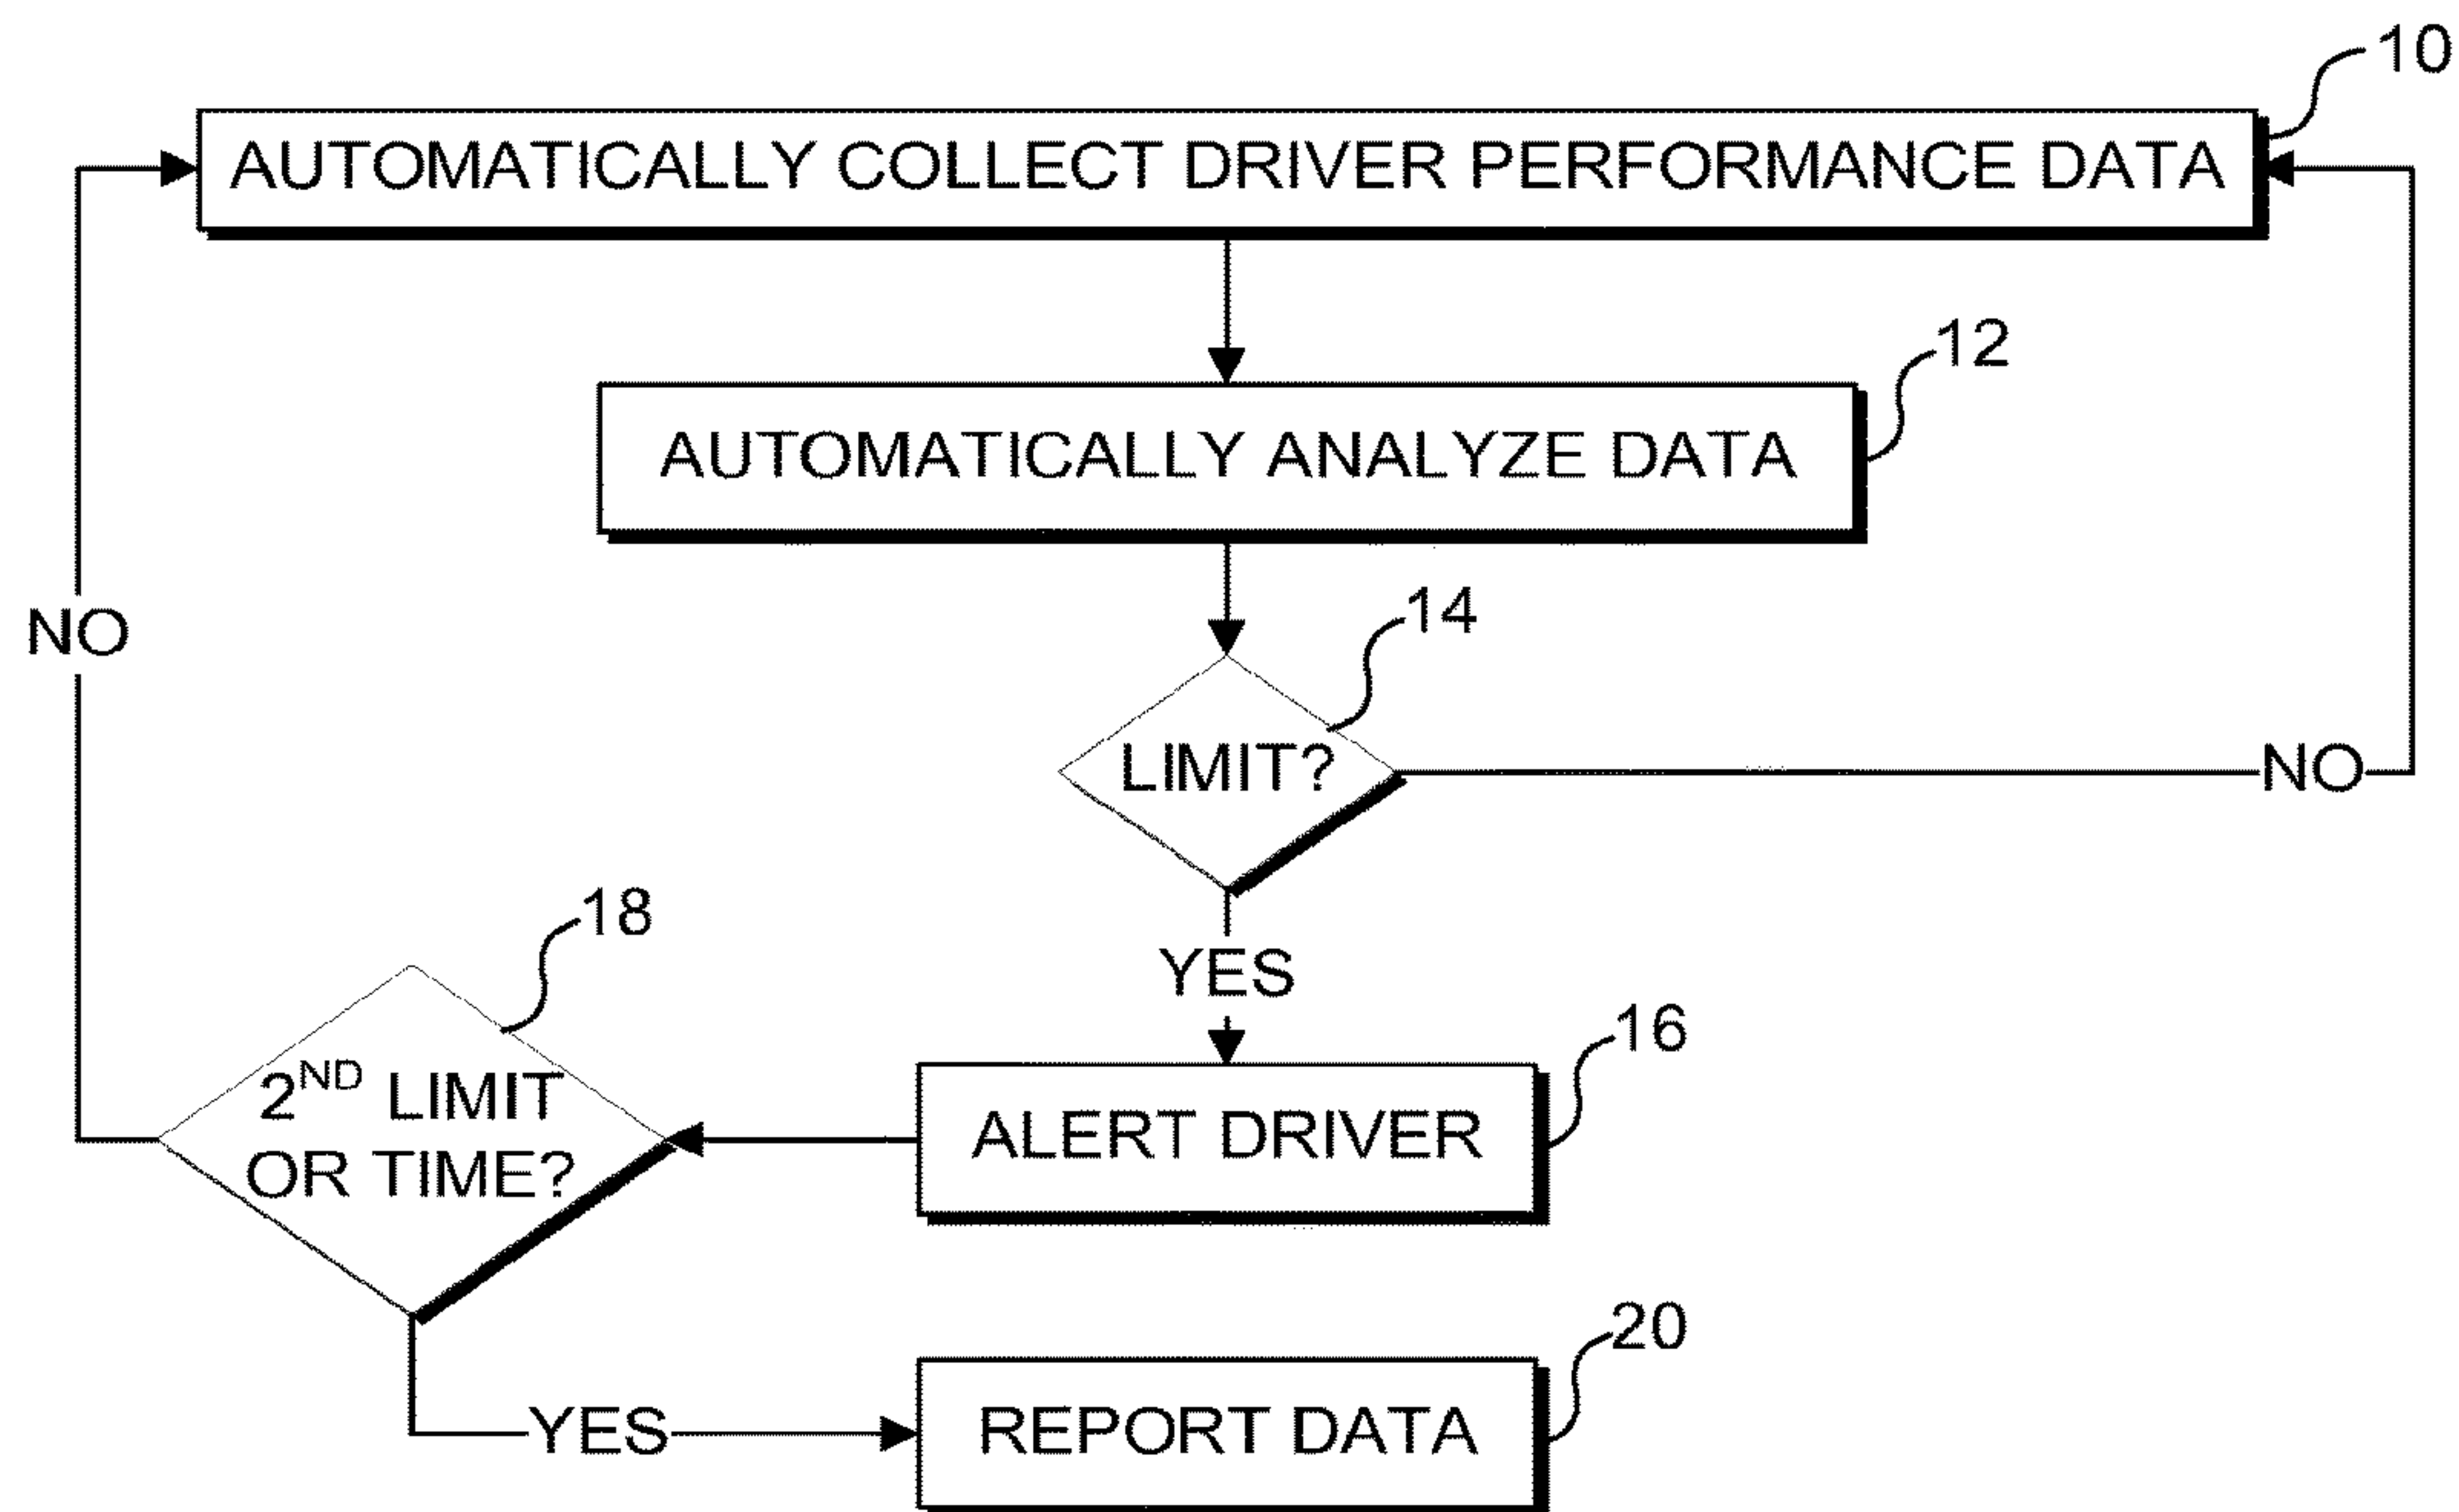 10
AUTOMATICALLY COLLECT DRIVER PERFORMANCE DATA
12
AUTOMATICALLY ANALYZE DATA
NO
14
LIMIT?
NO
18
YES
16
2ND LIMIT
OR TIME?
ALERT DRIVER
20
YES
REPORT DATA